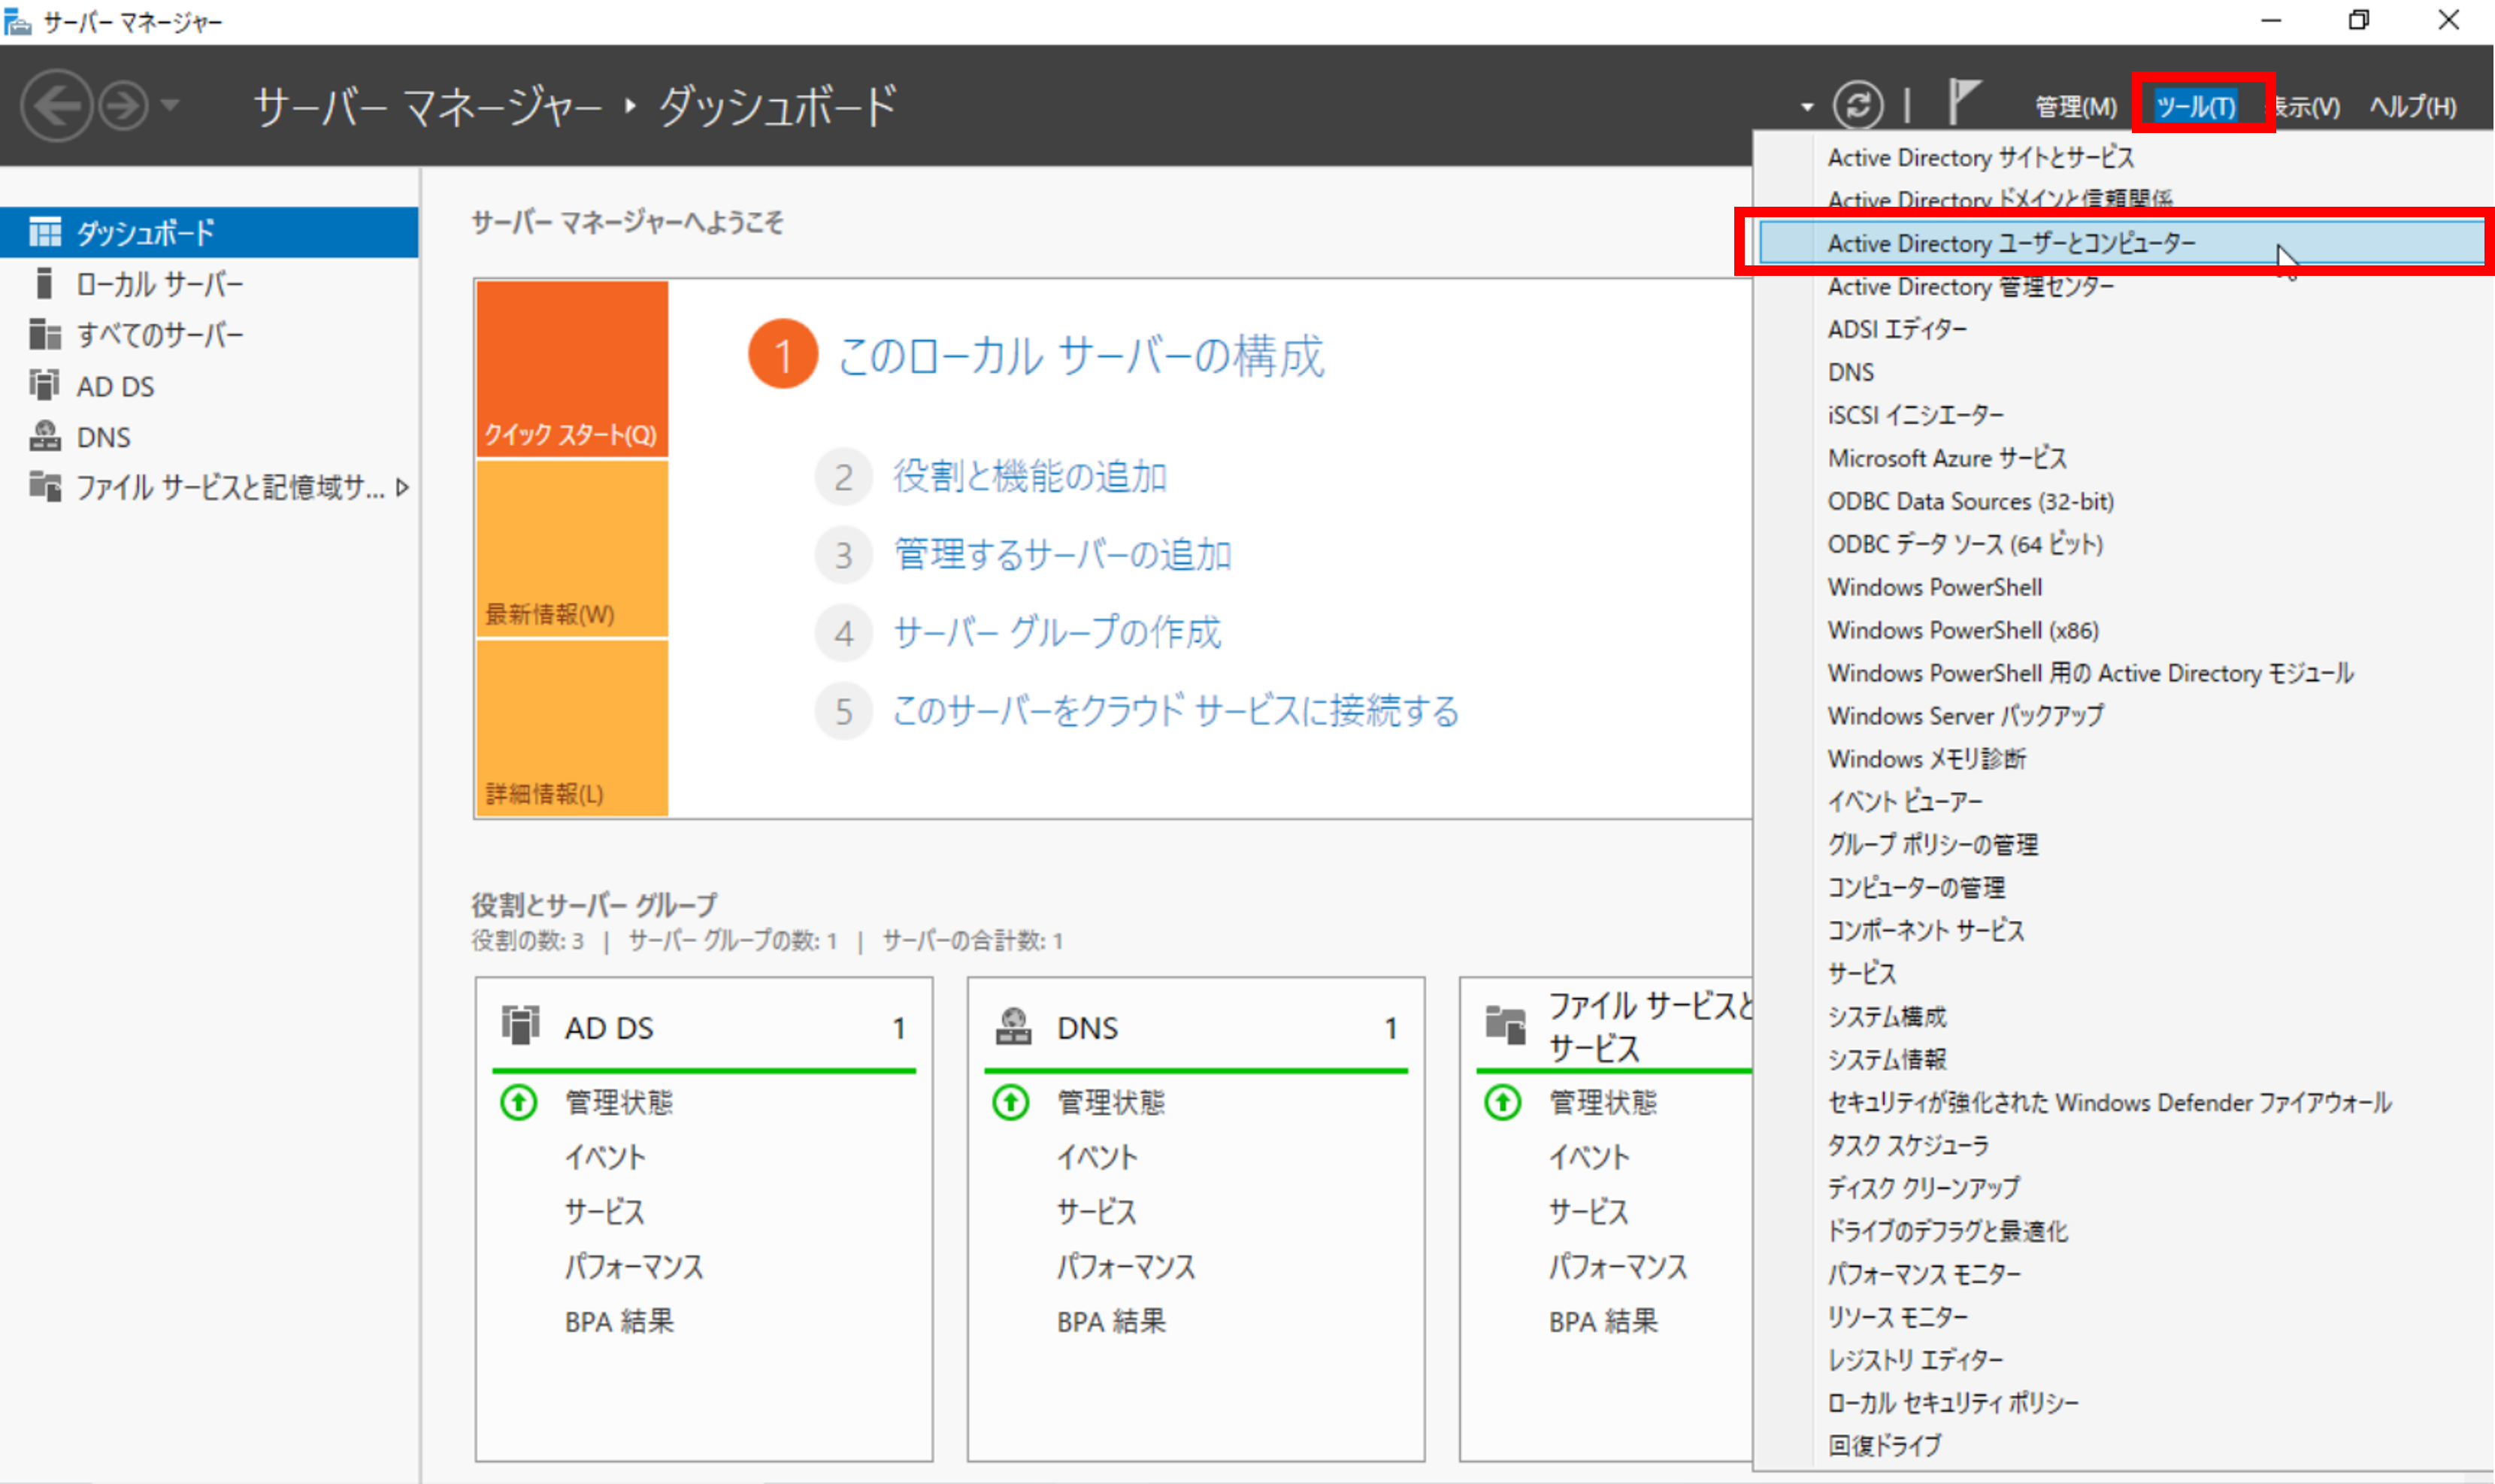 サーバー マネージャー
サーバー マネージャー ‣ ダッシュボード
管理(M) ツール(T) 表示(V) ヘルプ(H)
ダッシュボード
ローカル サーバー
すべてのサーバー
AD DS
DNS
ファイル サービスと記憶域サ...
サーバー マネージャーへようこそ
クイック スタート(Q)
最新情報(W)
詳細情報(L)
1 このローカル サーバーの構成
2 役割と機能の追加
3 管理するサーバーの追加
4 サーバー グループの作成
5 このサーバーをクラウド サービスに接続する
役割とサーバー グループ
役割の数: 3 | サーバー グループの数: 1 | サーバーの合計数: 1
AD DS 1
管理状態
イベント
サービス
パフォーマンス
BPA 結果
DNS 1
管理状態
イベント
サービス
パフォーマンス
BPA 結果
ファイル サービスと
サービス
管理状態
イベント
サービス
パフォーマンス
BPA 結果
Active Directory サイトとサービス
Active Directory ドメインと信頼関係
Active Directory ユーザーとコンピューター
Active Directory 管理センター
ADSI エディター
DNS
iSCSI イニシエーター
Microsoft Azure サービス
ODBC Data Sources (32-bit)
ODBC データ ソース (64 ビット)
Windows PowerShell
Windows PowerShell (x86)
Windows PowerShell 用の Active Directory モジュール
Windows Server バックアップ
Windows メモリ診断
イベント ビューアー
グループ ポリシーの管理
コンピューターの管理
コンポーネント サービス
サービス
システム構成
システム情報
セキュリティが強化された Windows Defender ファイアウォール
タスク スケジューラ
ディスク クリーンアップ
ドライブのデフラグと最適化
パフォーマンス モニター
リソース モニター
レジストリ エディター
ローカル セキュリティ ポリシー
回復ドライブ